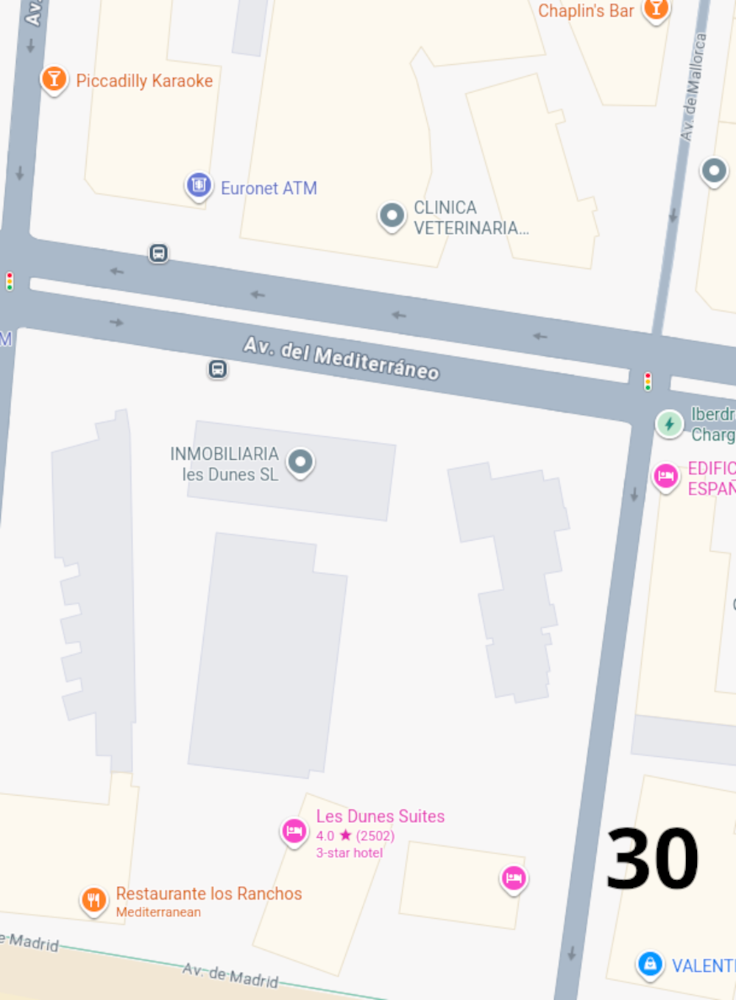 Av.
Chaplin's Bar
Av. de Mallorca
Piccadilly Karaoke
Euronet ATM
CLINICA
VETERINARIA...
M
Av. del Mediterráneo
Iberdr
Charg
INMOBILIARIA
les Dunes SL
EDIFIC
ESPAÑ
Les Dunes Suites
4.0 ★ (2502)
3-star hotel
30
Restaurante los Ranchos
Mediterranean
e Madrid
Av. de Madrid
VALENTI